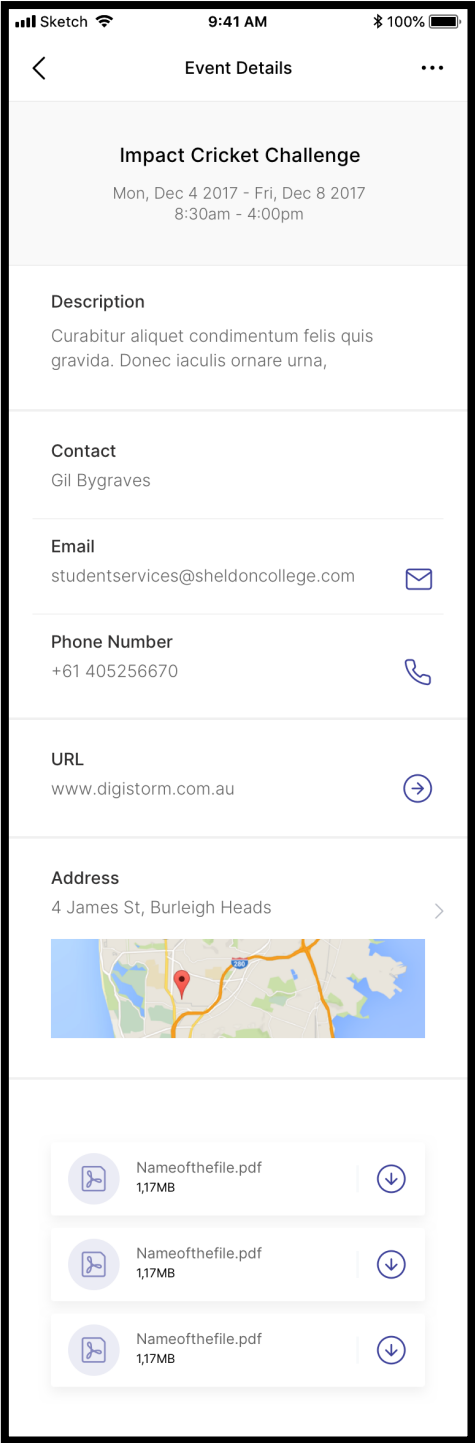 Sketch 9:41 AM 100%
Event Details
Impact Cricket Challenge
Mon, Dec 4 2017 - Fri, Dec 8 2017
8:30am - 4:00pm
Description
Curabitur aliquet condimentum felis quis
gravida. Donec iaculis ornare urna,
Contact
Gil Bygraves
Email
studentservices@sheldoncollege.com
Phone Number
+61 405256670
URL
www.digistorm.com.au
Address
4 James St, Burleigh Heads
280
Nameofthefile.pdf
1,17MB
Nameofthefile.pdf
1,17MB
Nameofthefile.pdf
1,17MB